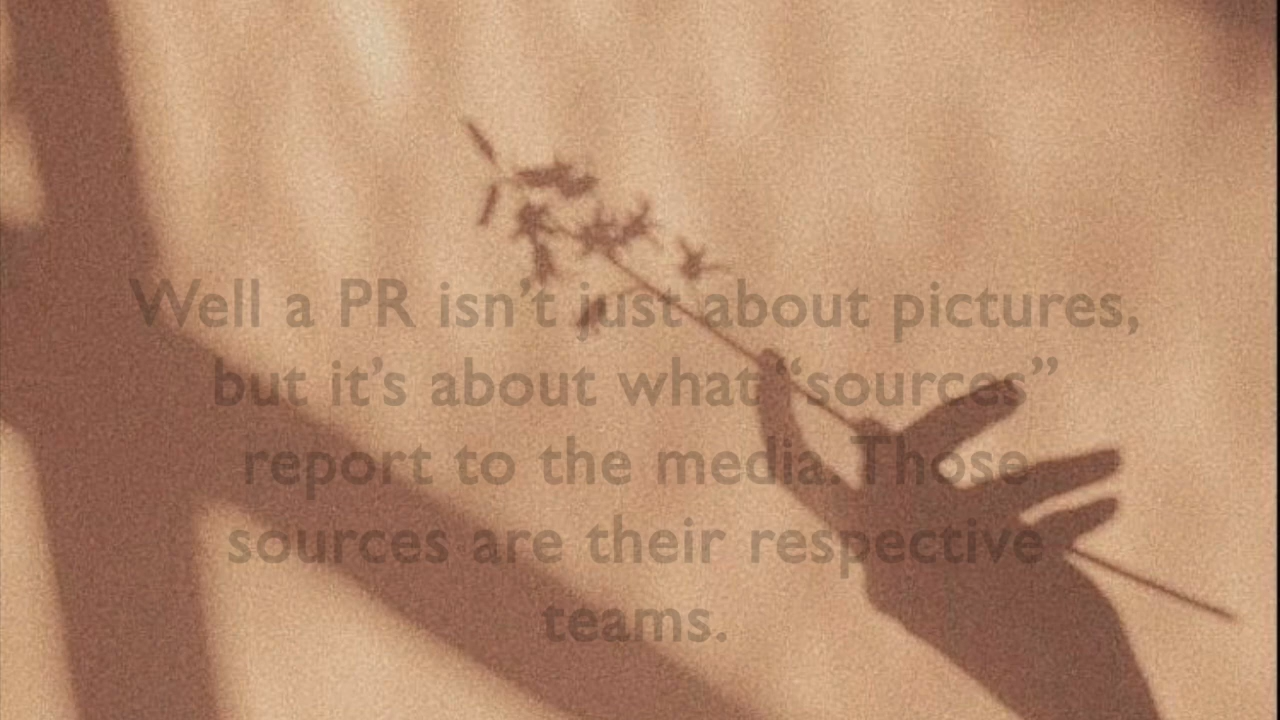 Well a PR isn’t just about pictures,
but it’s about what “sources”
report to the media. Those
sources are their respective
teams.